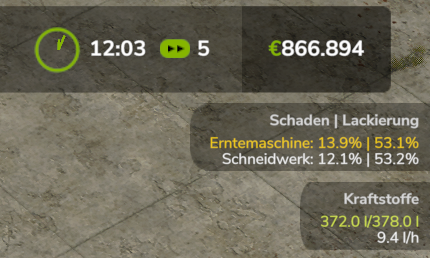 12:03 5 €866.894
Schaden | Lackierung
Erntemaschine: 13.9% | 53.1%
Schneidwerk: 12.1% | 53.2%
Kraftstoffe
372.0 l/378.0 l
9.4 l/h